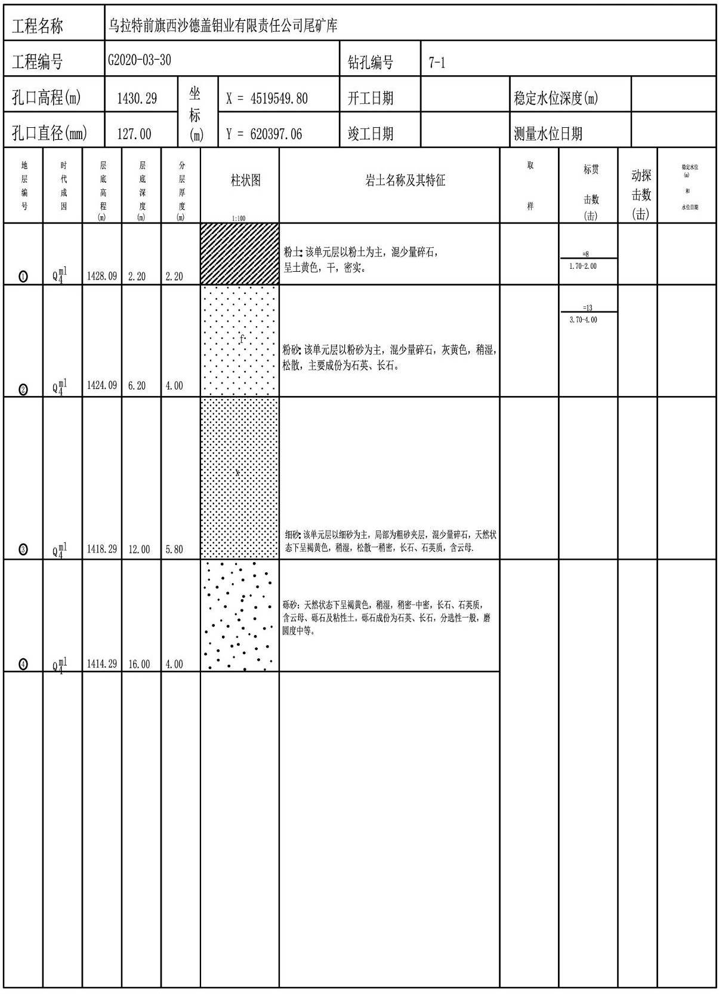 工程名称 乌拉特前旗西沙德盖钼业有限责任公司尾矿库
工程编号 G2020-03-30 钻孔编号 7-1
孔口高程(m) 1430.29 坐标(m) X = 4519549.80 开工日期 稳定水位深度(m)
孔口直径(mm) 127.00 Y = 620397.06 竣工日期 测量水位日期
地层编号 时代成因 层底高程(m) 层底深度(m) 分层厚度(m) 柱状图 1:100 岩土名称及其特征 取样 标贯击数(击) 动探击数(击) 稳定水位(m)和水位日期
粉土:该单元层以粉土为主，混少量碎石，
呈土黄色，干，密实。
① Q4ml 1428.09 2.20 2.20
=8
1.70-2.00
=13
3.70-4.00
f
粉砂:该单元层以粉砂为主，混少量碎石，灰黄色，稍湿，
松散，主要成份为石英、长石。
② Q4ml 1424.09 6.20 4.00
x
细砂:该单元层以细砂为主，局部为粗砂夹层，混少量碎石，天然状
态下呈褐黄色，稍湿，松散一稍密，长石、石英质，含云母.
③ Q4ml 1418.29 12.00 5.80
砾砂：天然状态下呈褐黄色，稍湿，稍密-中密，长石、石英质，
含云母、砾石及粘性土。砾石成份为石英、长石，分选性一般，磨
圆度中等。
④ Q4ml 1414.29 16.00 4.00